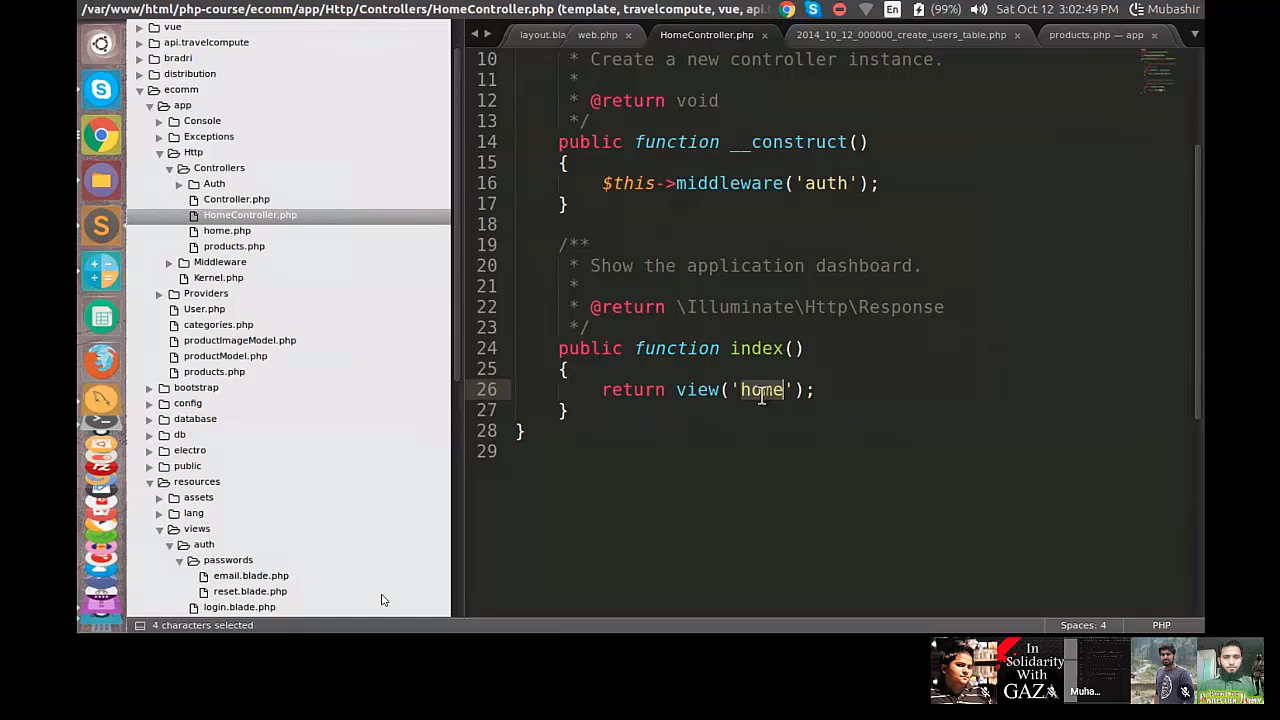 /var/www/html/php-course/ecomm/app/Http/Controllers/HomeController.php (template, travelcompute, vue, apl
En
(99%)
Sat Oct 12 3:02:49 PM
Mubashir
layout.bla
web.php ×
HomeController.php ×
2014_10_12_000000_create_users_table.php ×
products.php — app ×
vue
api.travelcompute
bradri
distribution
ecomm
app
Console
Exceptions
Http
Controllers
Auth
Controller.php
HomeController.php
home.php
products.php
Middleware
Kernel.php
Providers
User.php
categories.php
productImageModel.php
productModel.php
products.php
bootstrap
config
database
db
electro
public
resources
assets
lang
views
auth
passwords
email.blade.php
reset.blade.php
login.blade.php
10 * Create a new controller instance.
11 *
12 * @return void
13 */
14 public function __construct()
15 {
16 $this->middleware('auth');
17 }
18
19 /**
20 * Show the application dashboard.
21 *
22 * @return \Illuminate\Http\Response
23 */
24 public function index()
25 {
26 return view('home');
27 }
28 }
29
4 characters selected
Spaces: 4
PHP
In
Solidarity
With
GAZA
Muha...